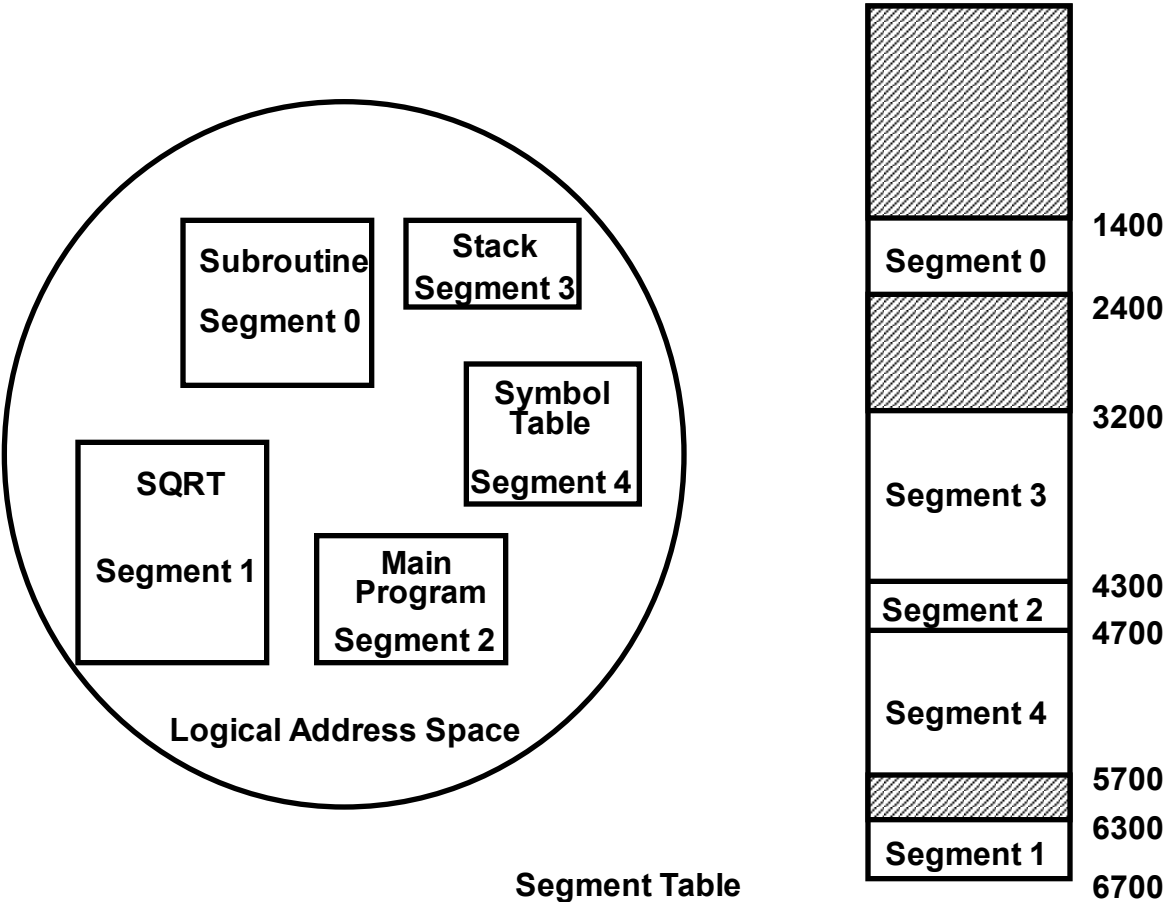 Subroutine
Segment 0
Stack
Segment 3
Symbol
Table
Segment 4
SQRT
Segment 1
Main
Program
Segment 2
Logical Address Space
Segment Table
1400
Segment 0
2400
3200
Segment 3
4300
Segment 2
4700
Segment 4
5700
6300
Segment 1
6700